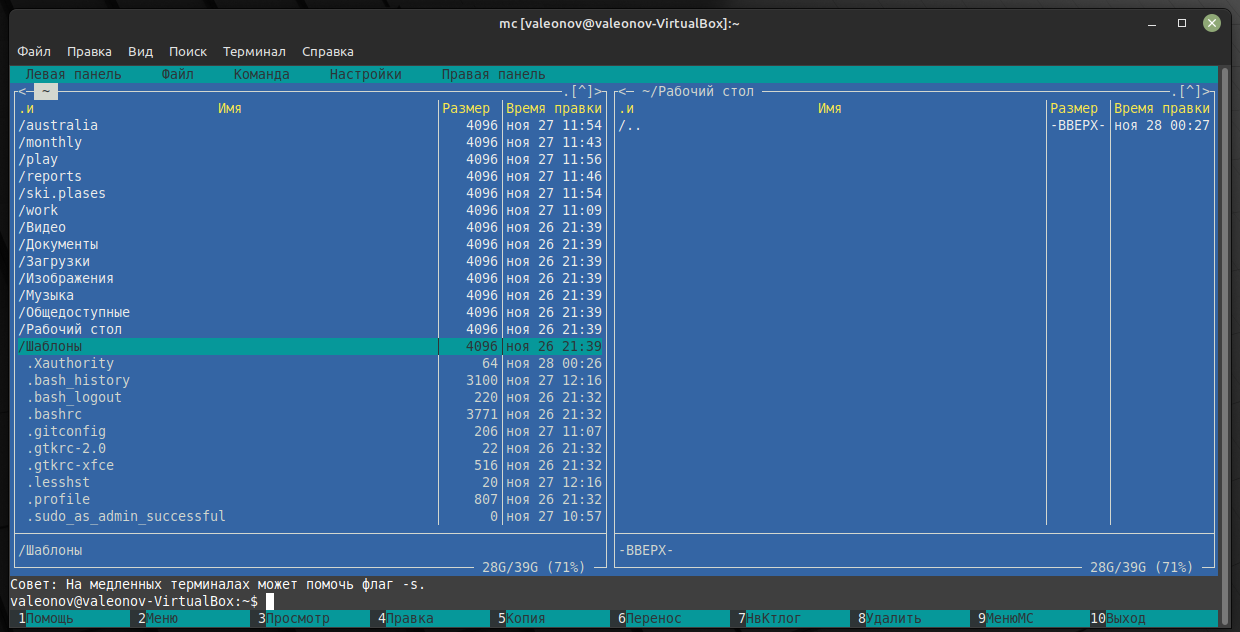 mc [valeonov@valeonov-VirtualBox]:~
Файл Правка Вид Поиск Терминал Справка
Левая панель Файл Команда Настройки Правая панель
<─ ~ .[^]> <─ ~/Рабочий стол .[^]>
.и Имя Размер Время правки .и Имя Размер Время правки
/australia 4096 ноя 27 11:54 /.. -ВВЕРХ- ноя 28 00:27
/monthly 4096 ноя 27 11:43
/play 4096 ноя 27 11:56
/reports 4096 ноя 27 11:46
/ski.plases 4096 ноя 27 11:54
/work 4096 ноя 27 11:09
/Видео 4096 ноя 26 21:39
/Документы 4096 ноя 26 21:39
/Загрузки 4096 ноя 26 21:39
/Изображения 4096 ноя 26 21:39
/Музыка 4096 ноя 26 21:39
/Общедоступные 4096 ноя 26 21:39
/Рабочий стол 4096 ноя 26 21:39
/Шаблоны 4096 ноя 26 21:39
.Xauthority 64 ноя 28 00:26
.bash_history 3100 ноя 27 12:16
.bash_logout 220 ноя 26 21:32
.bashrc 3771 ноя 26 21:32
.gitconfig 206 ноя 27 11:07
.gtkrc-2.0 22 ноя 26 21:32
.gtkrc-xfce 516 ноя 26 21:32
.lesshst 20 ноя 27 12:16
.profile 807 ноя 26 21:32
.sudo_as_admin_successful 0 ноя 27 10:57
/Шаблоны -ВВЕРХ-
28G/39G (71%) 28G/39G (71%)
Совет: На медленных терминалах может помочь флаг -s.
valeonov@valeonov-VirtualBox:~$
1Помощь 2Меню 3Просмотр 4Правка 5Копия 6Перенос 7НвКтлог 8Удалить 9МенюMC 10Выход